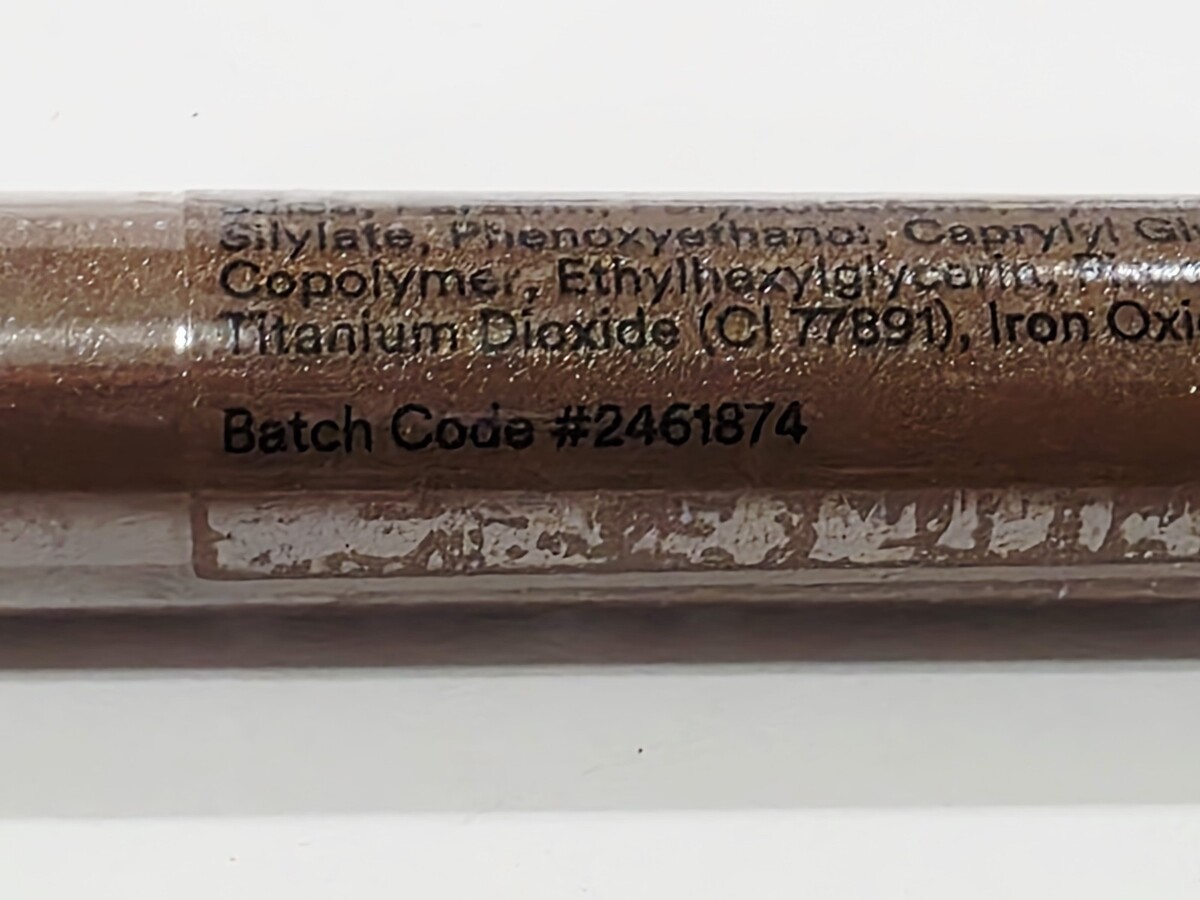 Silylate, Phenoxyethanol, Caprylyl
Copolymer, Ethylhexylglycerin,
Titanium Dioxide (CI 77891), Iron
Batch Code #2461874